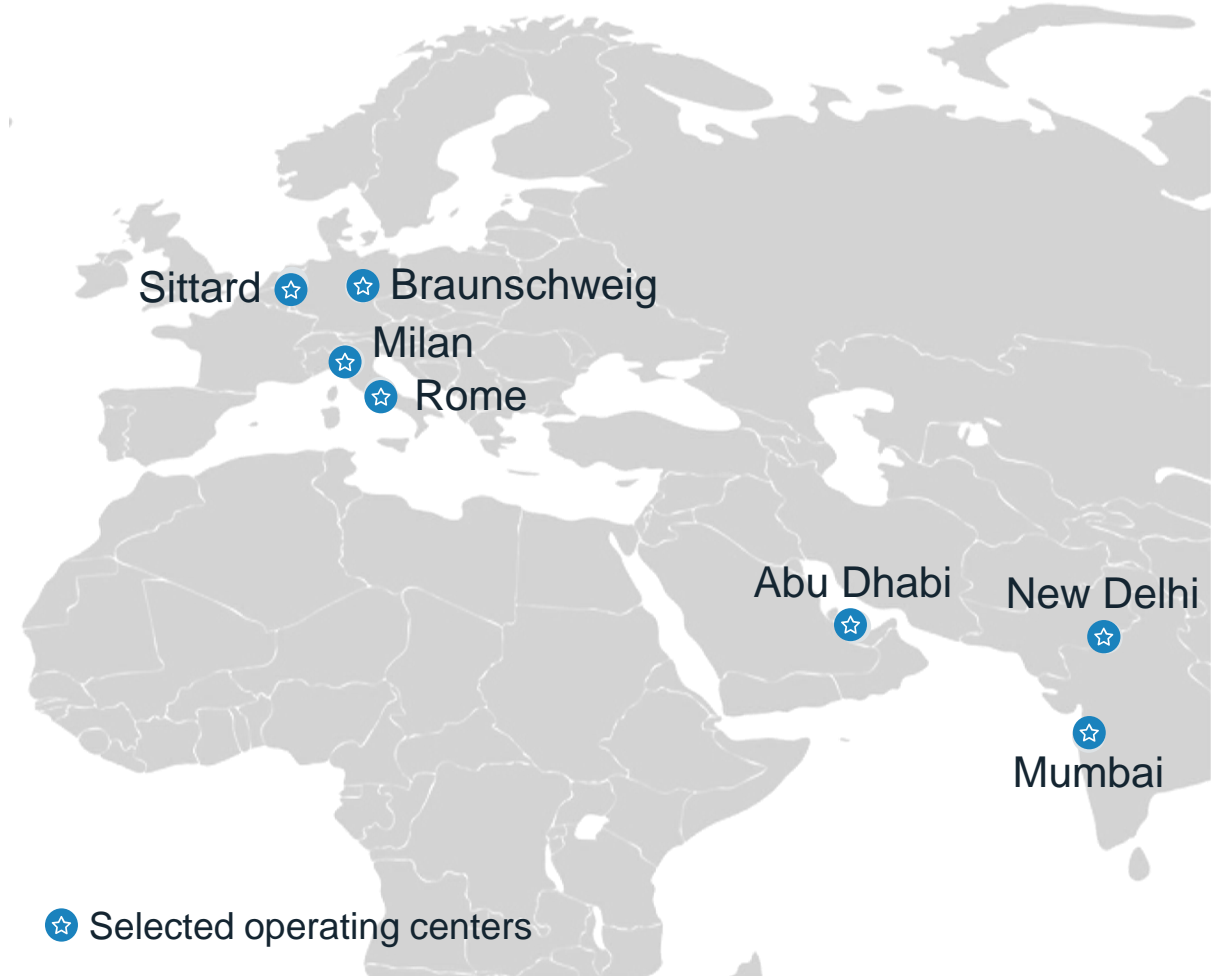 Sittard
Braunschweig
Milan
Rome
Abu Dhabi
New Delhi
Mumbai
Selected operating centers